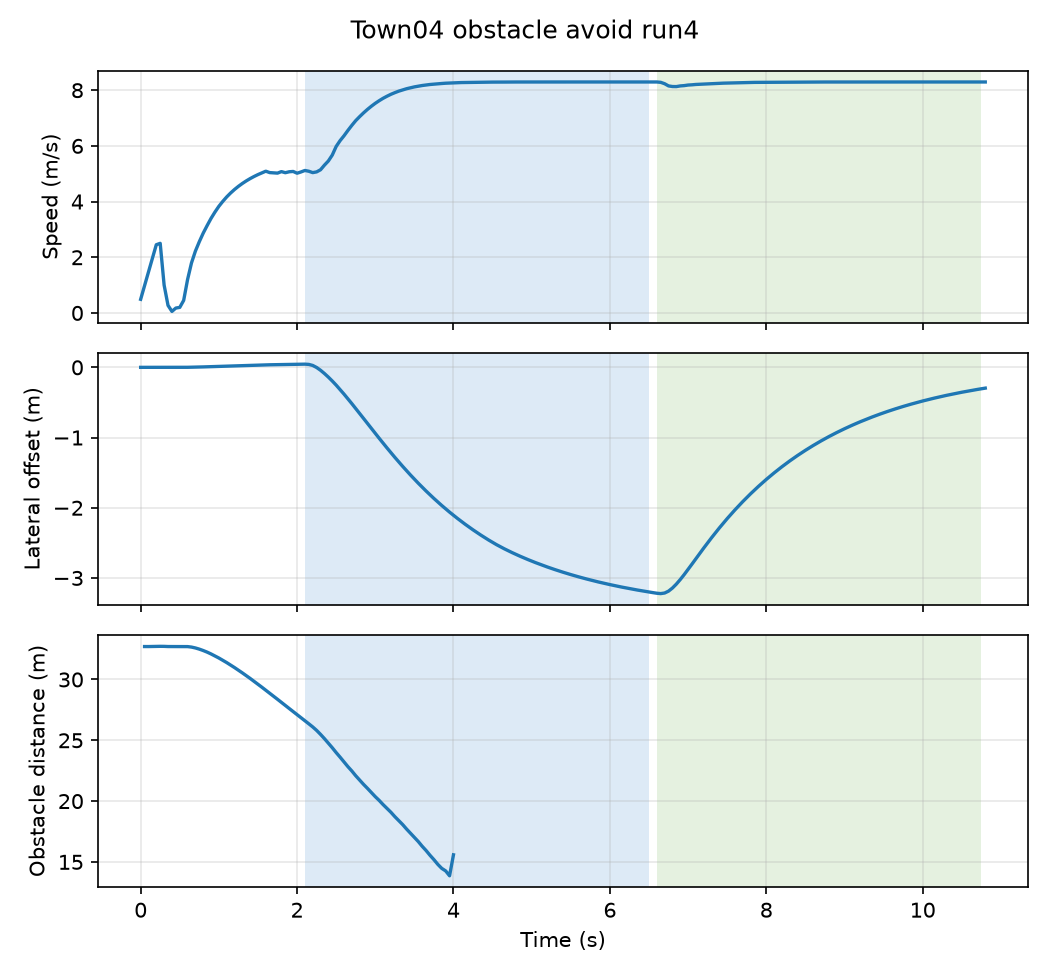 Town04 obstacle avoid run4
Speed (m/s)
8
6
4
2
0
Lateral offset (m)
0
−1
−2
−3
Obstacle distance (m)
30
25
20
15
0 2 4 6 8 10
Time (s)